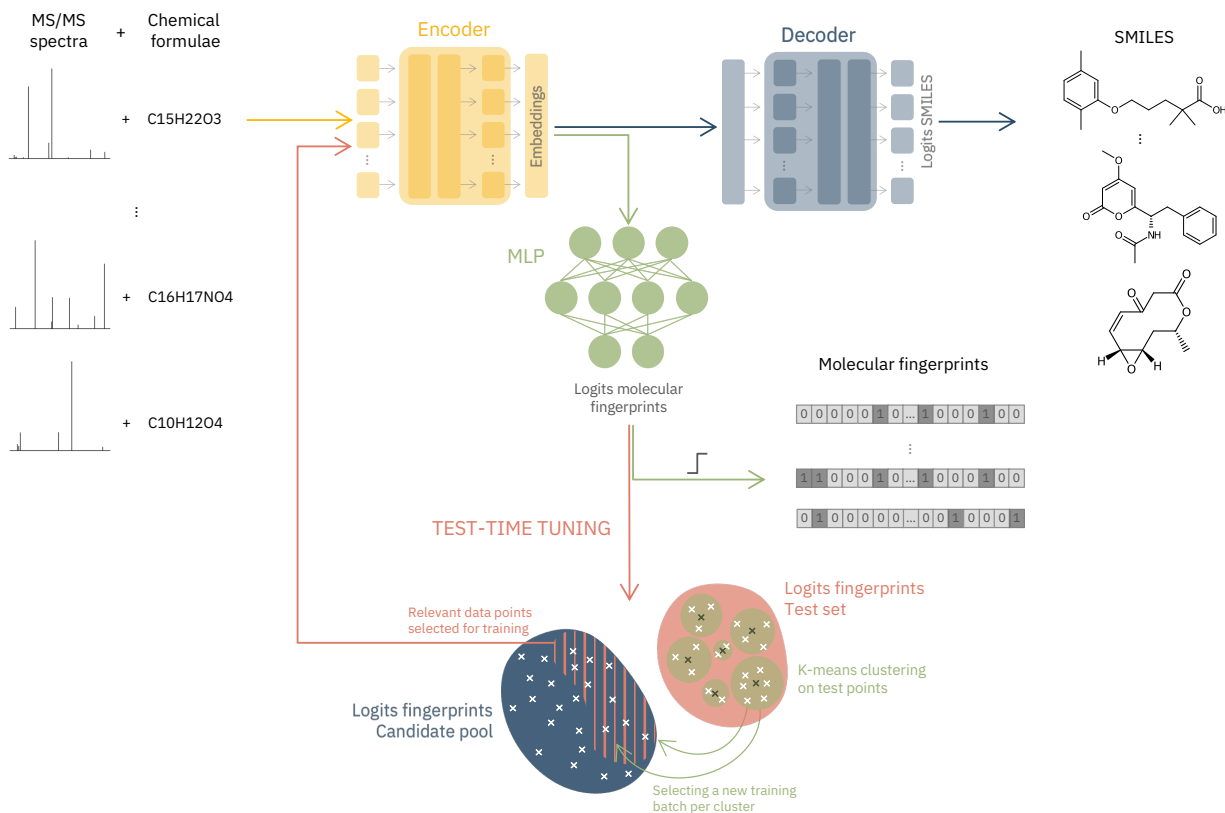 MS/MS
spectra
+
Chemical
formulae
Encoder
Decoder
SMILES
+ C15H22O3
⋮
+ C16H17NO4
+ C10H12O4
⋮
⋮
Embeddings
⋮
⋮
Logits SMILES
O
O
OH
⋮
O
O
O
NH
O
O
O
O
H
H
O
MLP
Logits molecular
fingerprints
Molecular fingerprints
0 0 0 0 0 1 0 ... 1 0 0 0 1 0 0
⋮
1 1 0 0 0 1 0 ... 1 0 0 0 1 0 0
0 1 0 0 0 0 0 ... 0 0 1 0 0 0 1
TEST-TIME TUNING
Relevant data points
selected for training
Logits fingerprints
Test set
K-means clustering
on test points
Logits fingerprints
Candidate pool
Selecting a new training
batch per cluster